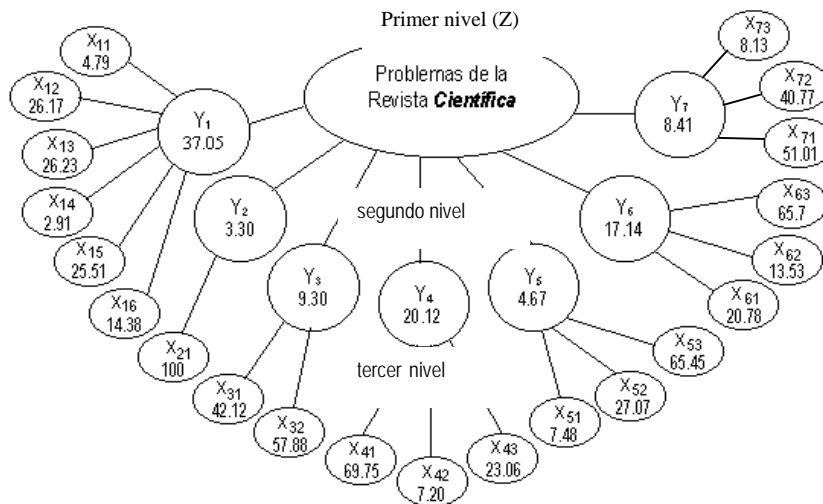 Primer nivel (Z)
Problemas de la
Revista Científica
X11
4.79
X12
26.17
X13
26.23
X14
2.91
X15
25.51
X16
14.38
Y1
37.05
X21
100
Y2
3.30
X31
42.12
X32
57.88
Y3
9.30
segundo nivel
Y4
20.12
tercer nivel
X41
69.75
X42
7.20
X43
23.06
Y5
4.67
X51
7.48
X52
27.07
X53
65.45
Y6
17.14
X61
20.78
X62
13.53
X63
65.7
Y7
8.41
X71
51.01
X72
40.77
X73
8.13